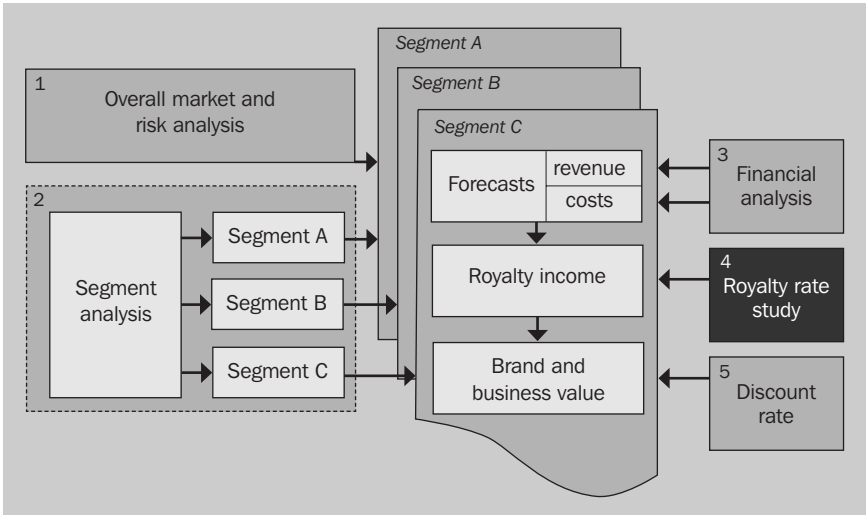 1
Overall market and
risk analysis
2
Segment
analysis
Segment A
Segment B
Segment C
Segment A
Segment B
Segment C
Forecasts
revenue
costs
Royalty income
Brand and
business value
3
Financial
analysis
4
Royalty rate
study
5
Discount
rate